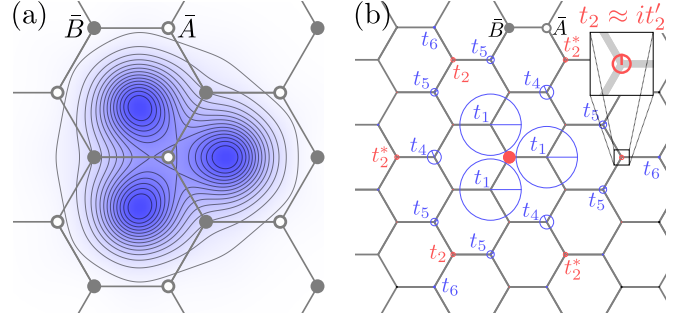 (a)
B̄
Ā
(b)
B̄
Ā
t₂ ≈ it′₂
t₆
t₅
t₂*
t₂
t₅
t₄
t₁
t₅
t₂*
t₄
t₁
t₆
t₁
t₅
t₅
t₄
t₂
t₅
t₂*
t₆